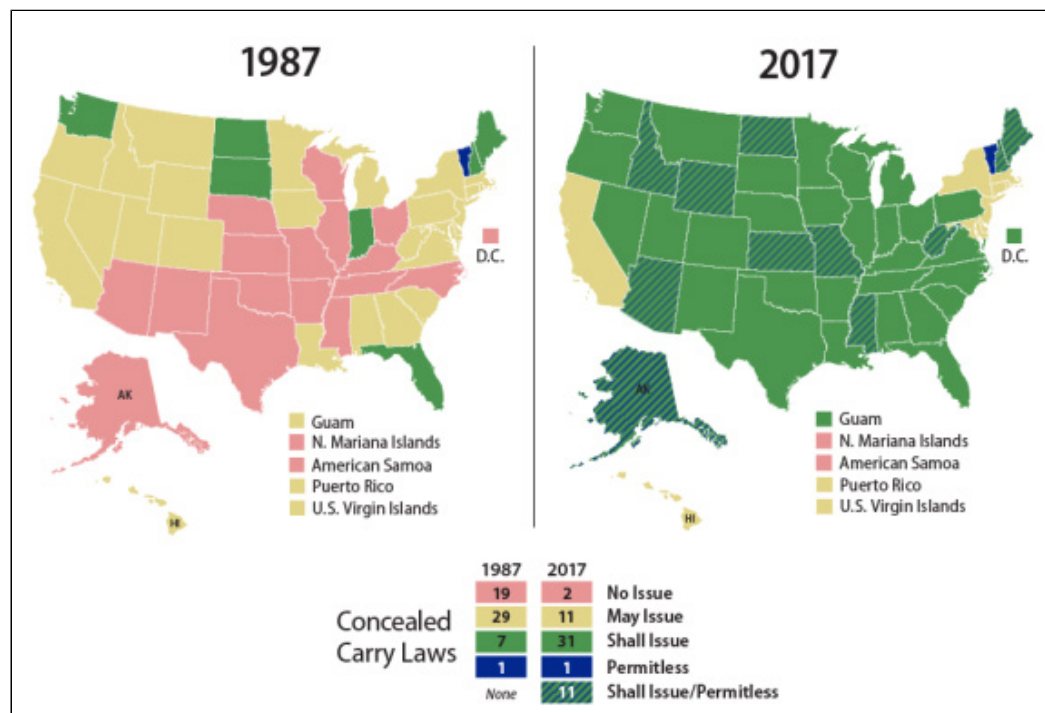 1987
2017
D.C.
D.C.
AK
HI
Guam
N. Mariana Islands
American Samoa
Puerto Rico
U.S. Virgin Islands
AK
HI
Guam
N. Mariana Islands
American Samoa
Puerto Rico
U.S. Virgin Islands
Concealed
Carry Laws
1987 2017
19 2 No Issue
29 11 May Issue
7 31 Shall Issue
1 1 Permitless
None 11 Shall Issue/Permitless